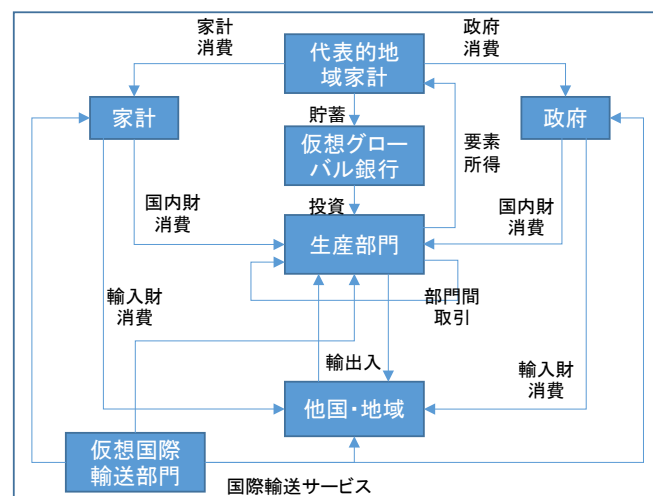 家計
消費
代表的地
域家計
政府
消費
家計
貯蓄
政府
仮想グロー
バル銀行
要素
所得
国内財
消費
投資
国内財
消費
生産部門
輸入財
消費
部門間
取引
輸出入
輸入財
消費
他国・地域
仮想国際
輸送部門
国際輸送サービス